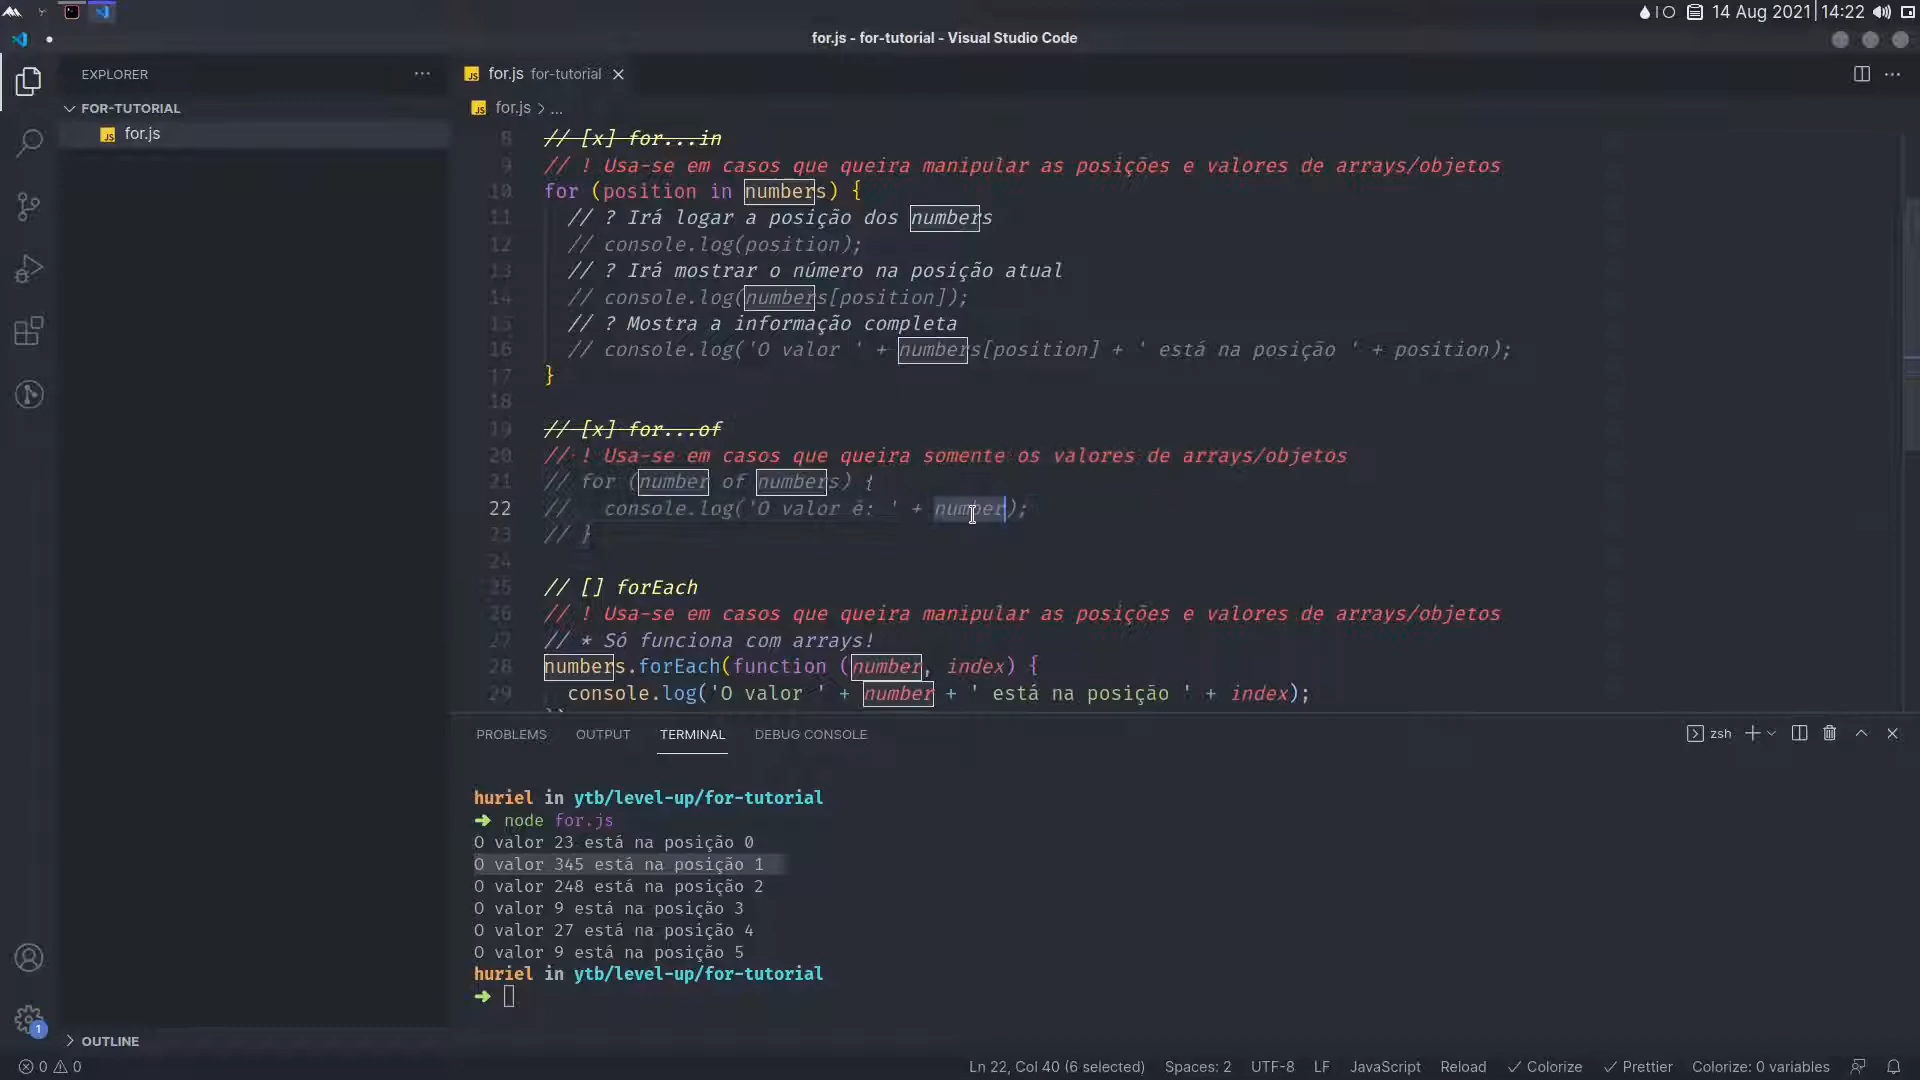 14 Aug 2021 14:22
for.js - for-tutorial - Visual Studio Code
EXPLORER
for.js for-tutorial
FOR-TUTORIAL
for.js > ...
for.js
8 // [x] for...in
9 // ! Usa-se em casos que queira manipular as posições e valores de arrays/objetos
10 for (position in numbers) {
11 // ? Irá logar a posição dos numbers
12 // console.log(position);
13 // ? Irá mostrar o número na posição atual
14 // console.log(numbers[position]);
15 // ? Mostra a informação completa
16 // console.log('O valor ' + numbers[position] + ' está na posição ' + position);
17 }
18
19 // [x] for...of
20 // ! Usa-se em casos que queira somente os valores de arrays/objetos
21 // for (number of numbers) {
22 //   console.log('O valor é: ' + number);
23 // }
24
25 // [] forEach
26 // ! Usa-se em casos que queira manipular as posições e valores de arrays/objetos
27 // * Só funciona com arrays!
28 numbers.forEach(function (number, index) {
29 console.log('O valor ' + number + ' está na posição ' + index);
PROBLEMS OUTPUT TERMINAL DEBUG CONSOLE
zsh
huriel in ytb/level-up/for-tutorial
➜ node for.js
O valor 23 está na posição 0
O valor 345 está na posição 1
O valor 248 está na posição 2
O valor 9 está na posição 3
O valor 27 está na posição 4
O valor 9 está na posição 5
huriel in ytb/level-up/for-tutorial
➜
1
OUTLINE
0 0
Ln 22, Col 40 (6 selected) Spaces: 2 UTF-8 LF JavaScript Reload ✓ Colorize ✓ Prettier Colorize: 0 variables